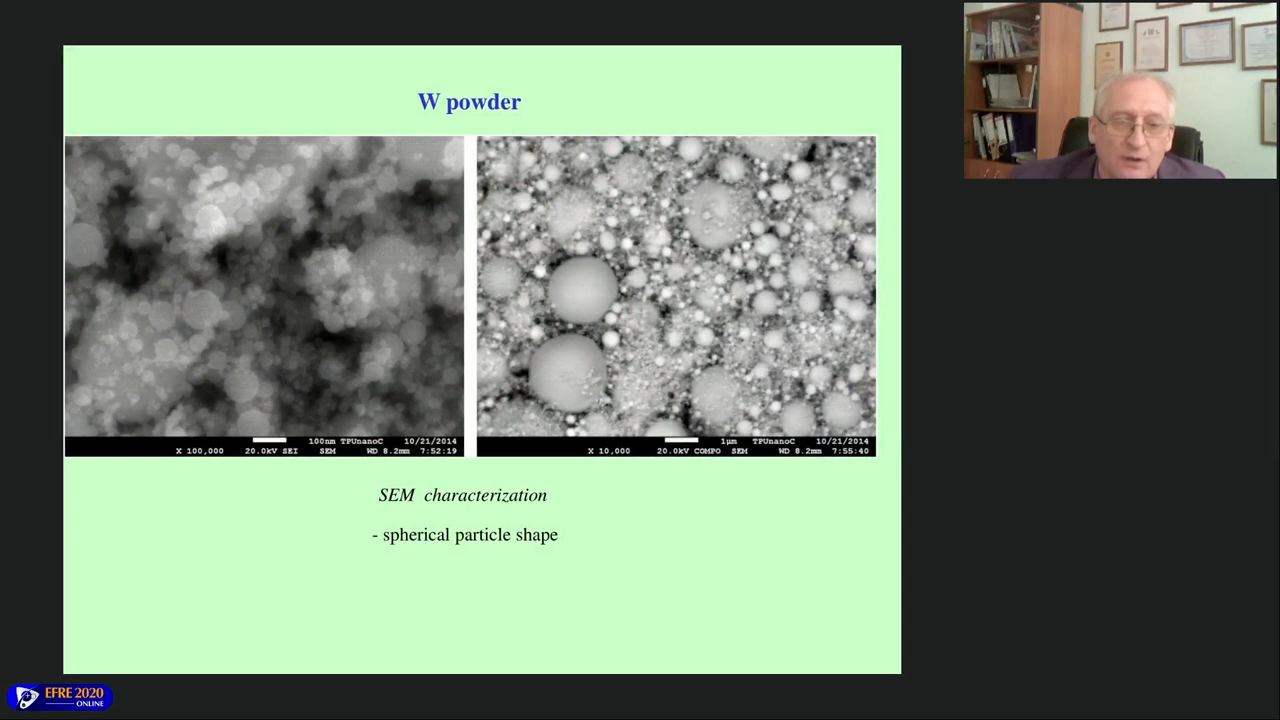 W powder
100nm TPUnanoC 10/21/2014
X 100,000 20.0kV SEI SEM WD 8.2mm 7:52:19
1µm TPUnanoC 10/21/2014
X 10,000 20.0kV COMPO SEM WD 8.2mm 7:55:40
SEM characterization
- spherical particle shape
EFRE 2020
ONLINE